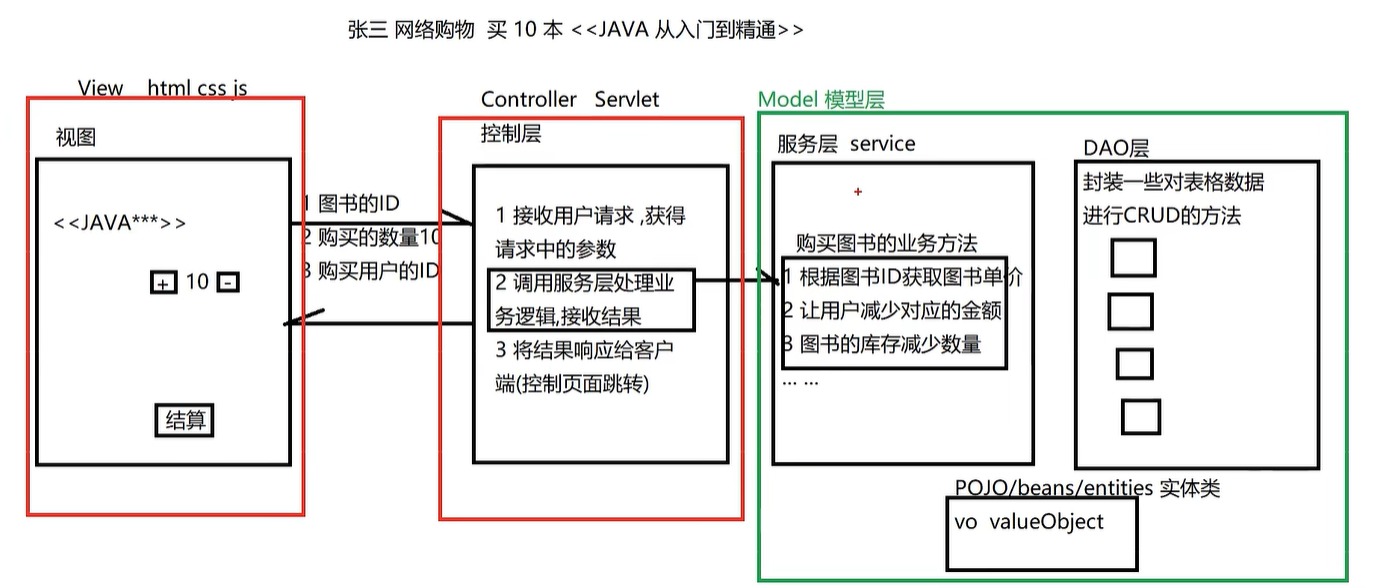 张三 网络购物 买 10 本 <<JAVA 从入门到精通>>
View html css js
视图
<<JAVA***>>
+ 10 -
结算
1 图书的ID
2 购买的数量10
3 购买用户的ID
Controller Servlet
控制层
1 接收用户请求 ,获得
请求中的参数
2 调用服务层处理业
务逻辑,接收结果
3 将结果响应给客户
端(控制页面跳转)
Model 模型层
服务层 service
购买图书的业务方法
1 根据图书ID获取图书单价
2 让用户减少对应的金额
3 图书的库存减少数量
... ...
DAO层
封装一些对表格数据
进行CRUD的方法
POJO/beans/entities 实体类
vo valueObject